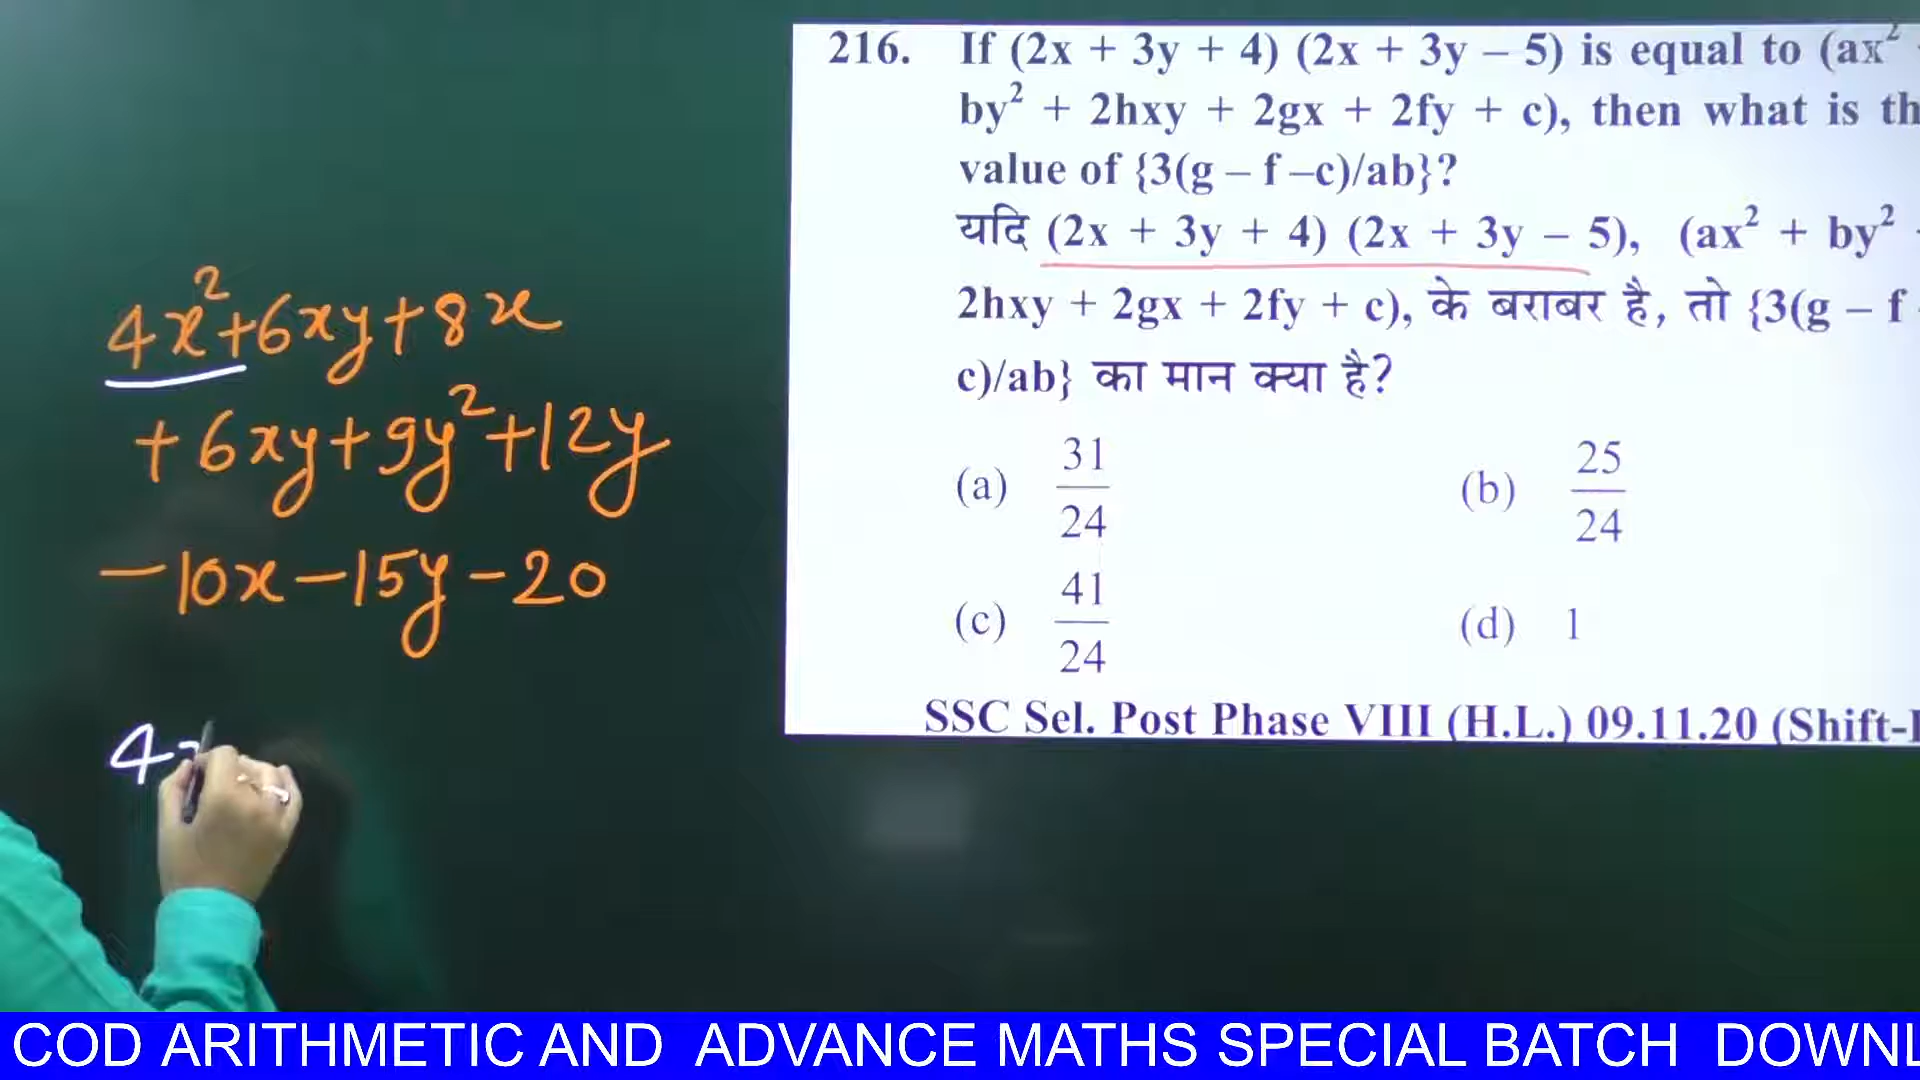 216. If (2x + 3y + 4) (2x + 3y – 5) is equal to (ax²
by² + 2hxy + 2gx + 2fy + c), then what is th
value of {3(g – f –c)/ab}?
यदि (2x + 3y + 4) (2x + 3y – 5), (ax² + by²
2hxy + 2gx + 2fy + c), के बराबर है, तो {3(g – f
c)/ab} का मान क्या है?
(a) 31/24 (b) 25/24
(c) 41/24 (d) 1
SSC Sel. Post Phase VIII (H.L.) 09.11.20 (Shift-I
4x²+6xy+8x
+6xy+9y²+12y
-10x-15y-20
4
COD ARITHMETIC AND ADVANCE MATHS SPECIAL BATCH DOWNL